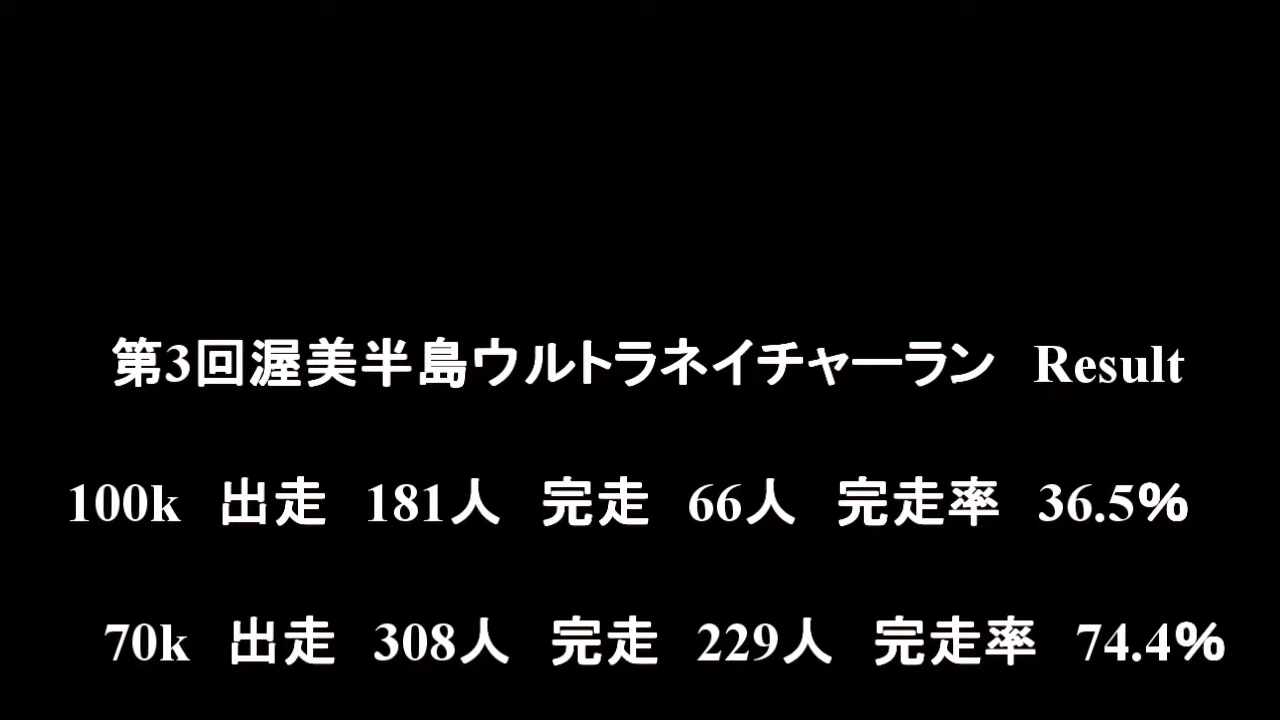 第3回渥美半島ウルトラネイチャーラン　Result
100k　出走　181人　完走　66人　完走率　36.5%
70k　出走　308人　完走　229人　完走率　74.4%